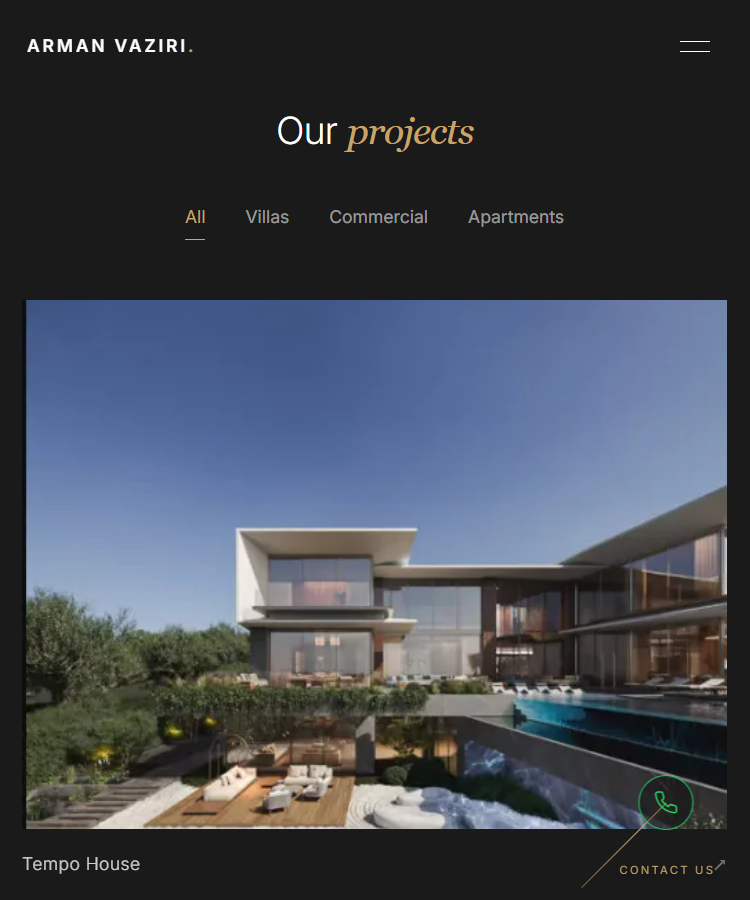 ARMAN VAZIRI.
Our projects
All Villas Commercial Apartments
Tempo House
CONTACT US